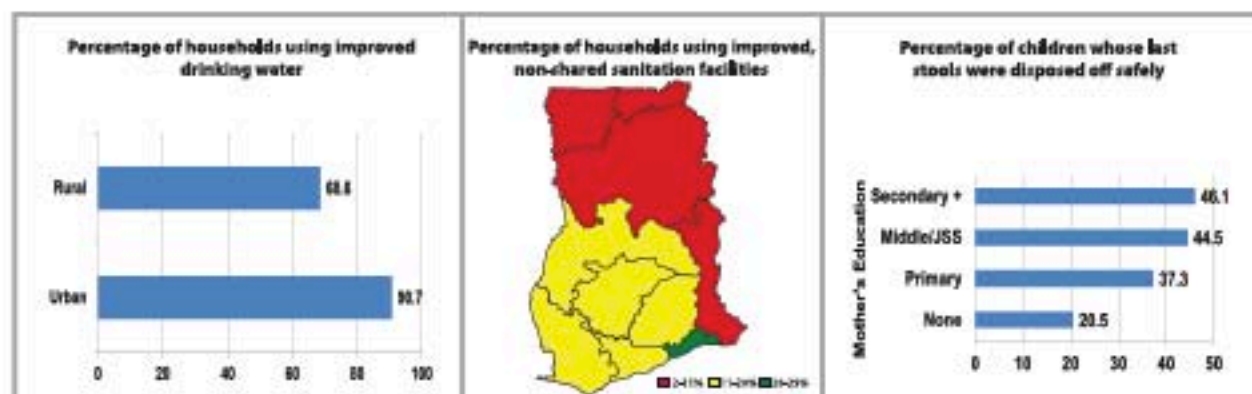 Percentage of households using improved
drinking water
Rural
Urban 90.7
0 20 40 60 80 100
Percentage of households using improved,
non-shared sanitation facilities
Percentage of children whose last
stools were disposed off safely
Mother's Education
Secondary + 46.1
Middle/JSS 44.5
Primary 37.3
None 20.5
0 10 20 30 40 50